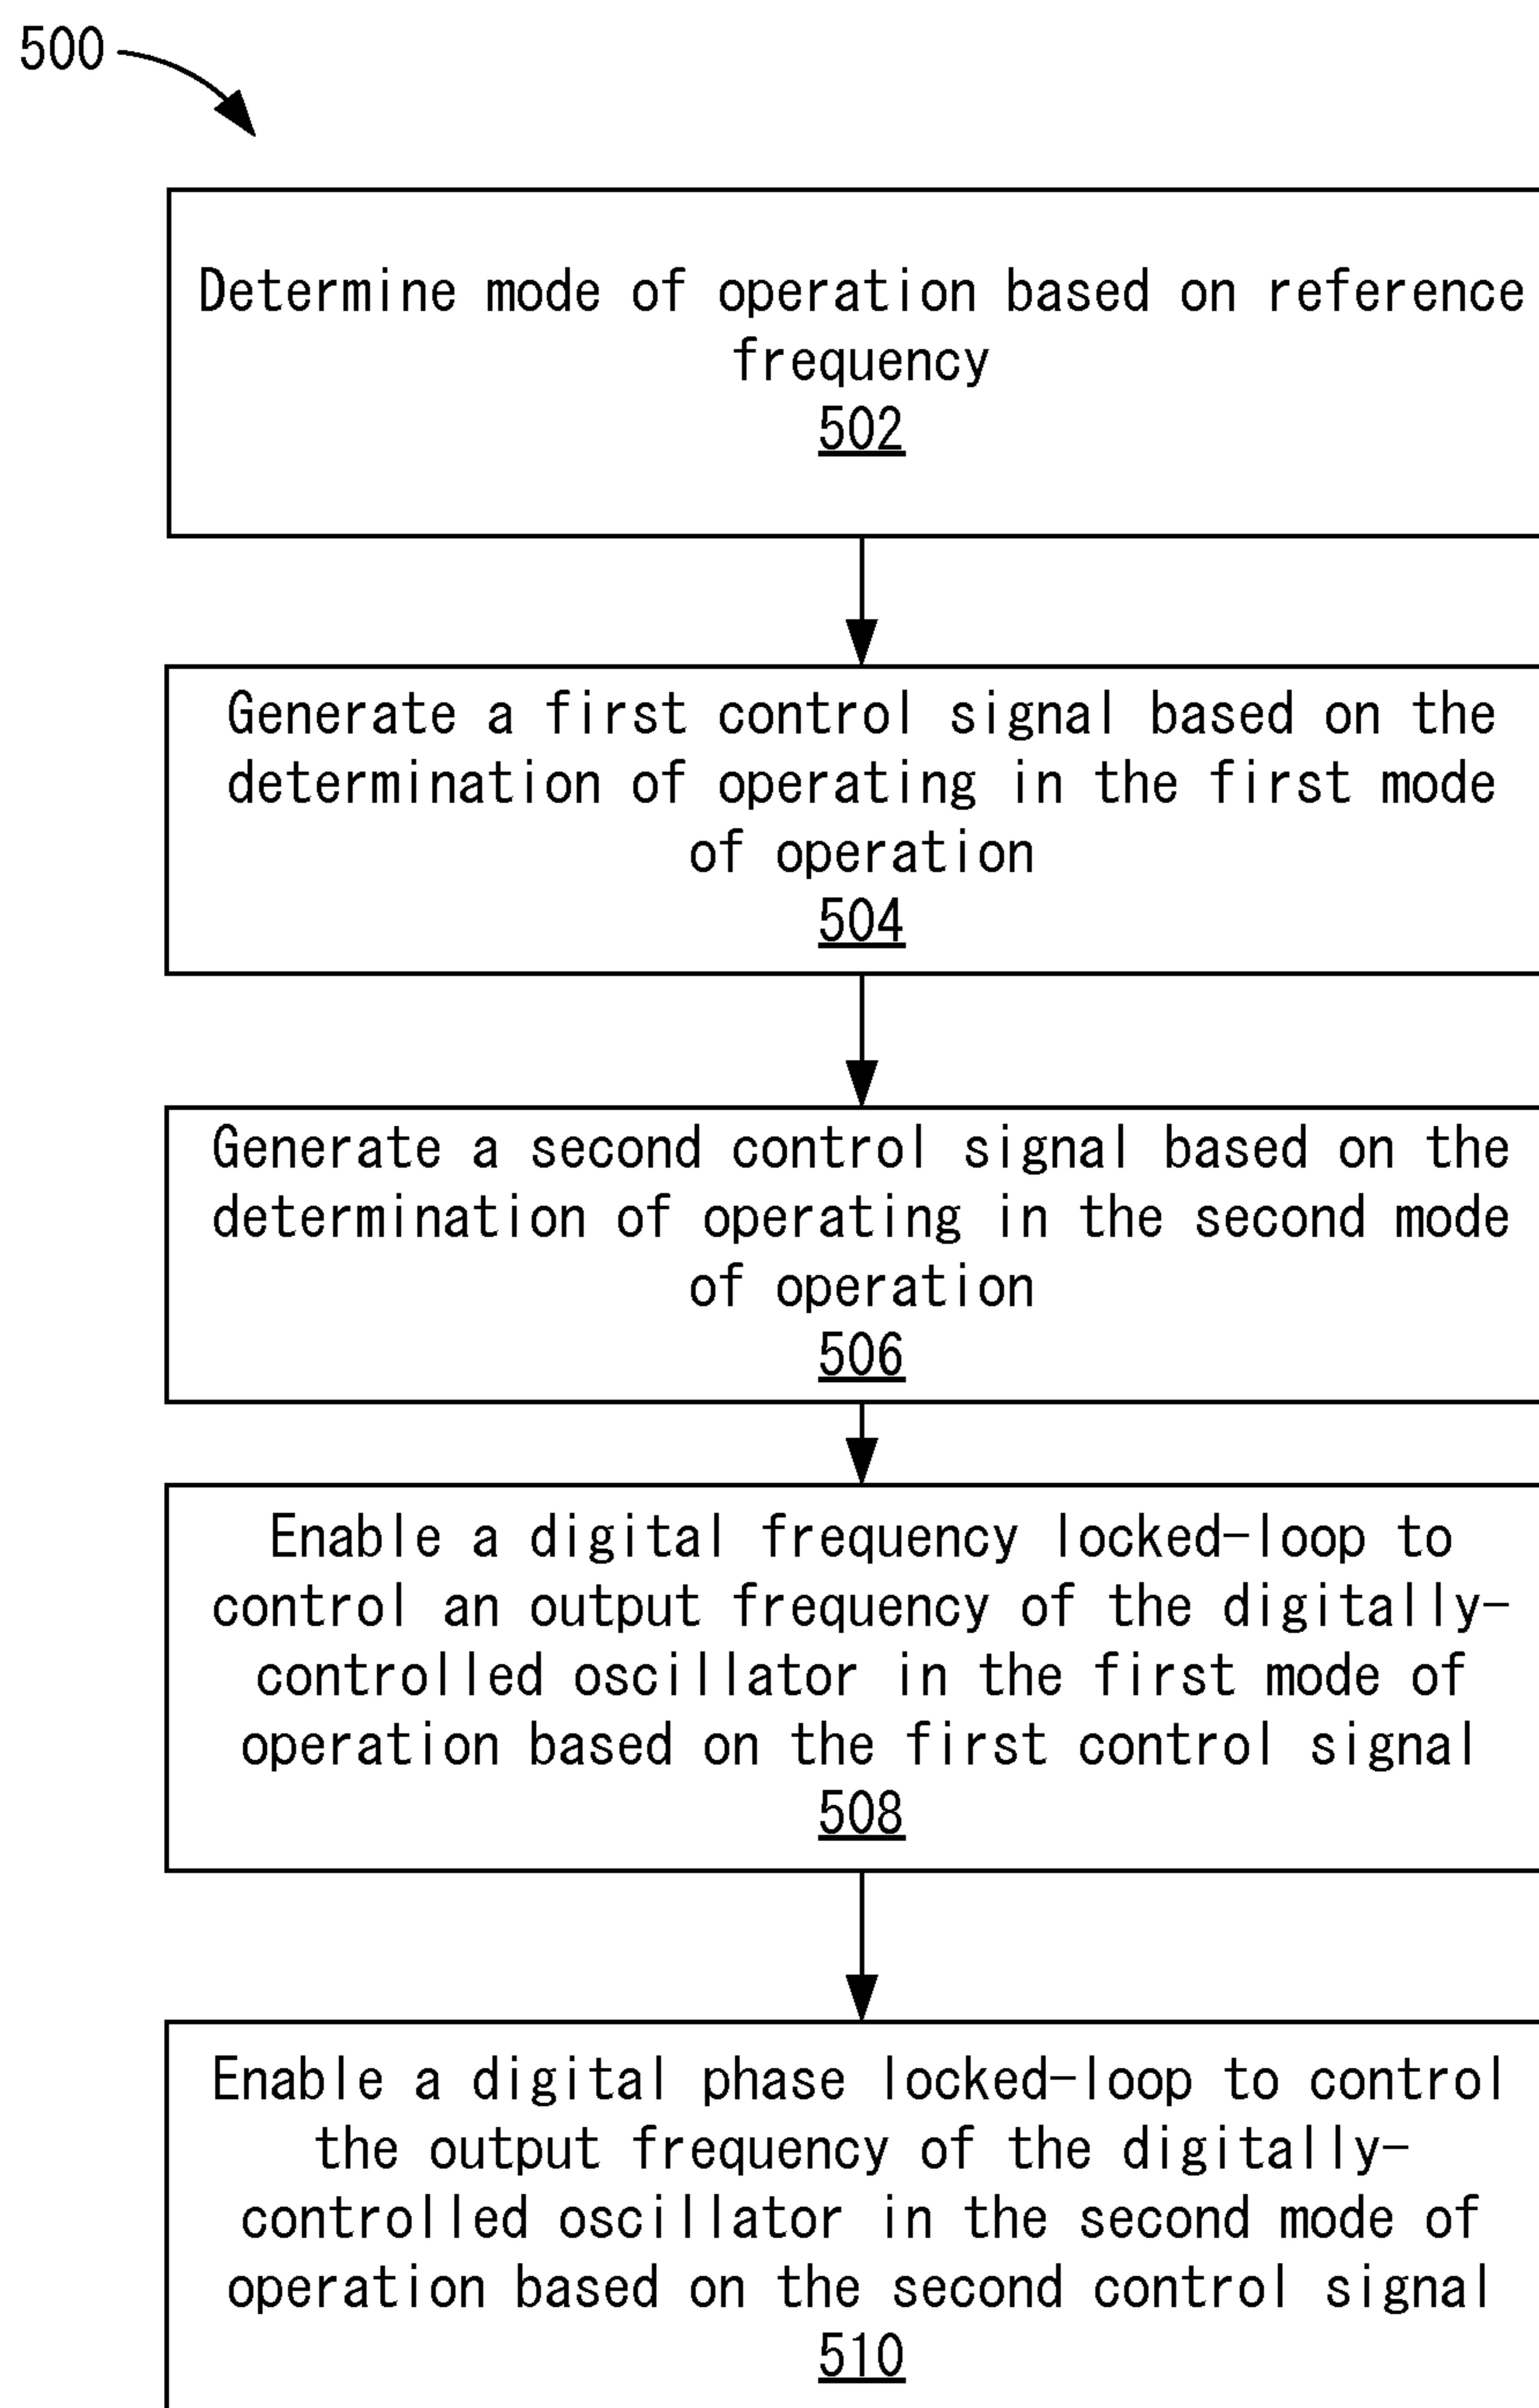 500
Determine mode of operation based on reference
frequency
502
Generate a first control signal based on the
determination of operating in the first mode
of operation
504
Generate a second control signal based on the
determination of operating in the second mode
of operation
506
Enable a digital frequency locked-loop to
control an output frequency of the digitally-
controlled oscillator in the first mode of
operation based on the first control signal
508
Enable a digital phase locked-loop to control
the output frequency of the digitally-
controlled oscillator in the second mode of
operation based on the second control signal
510